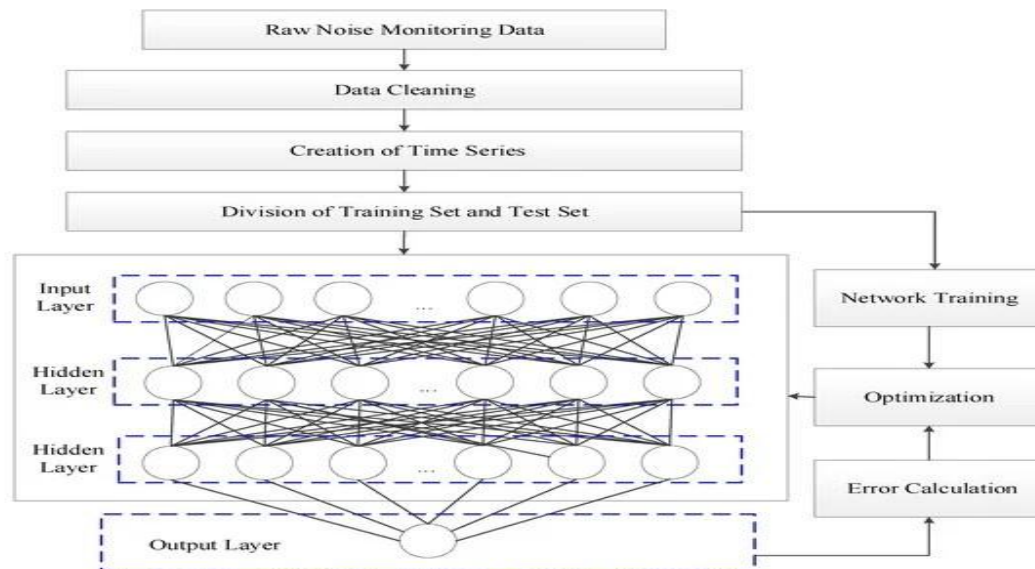 Raw Noise Monitoring Data
Data Cleaning
Creation of Time Series
Division of Training Set and Test Set
Input
Layer
...
Network Training
Hidden
Layer
...
Optimization
Hidden
Layer
...
Error Calculation
Output Layer